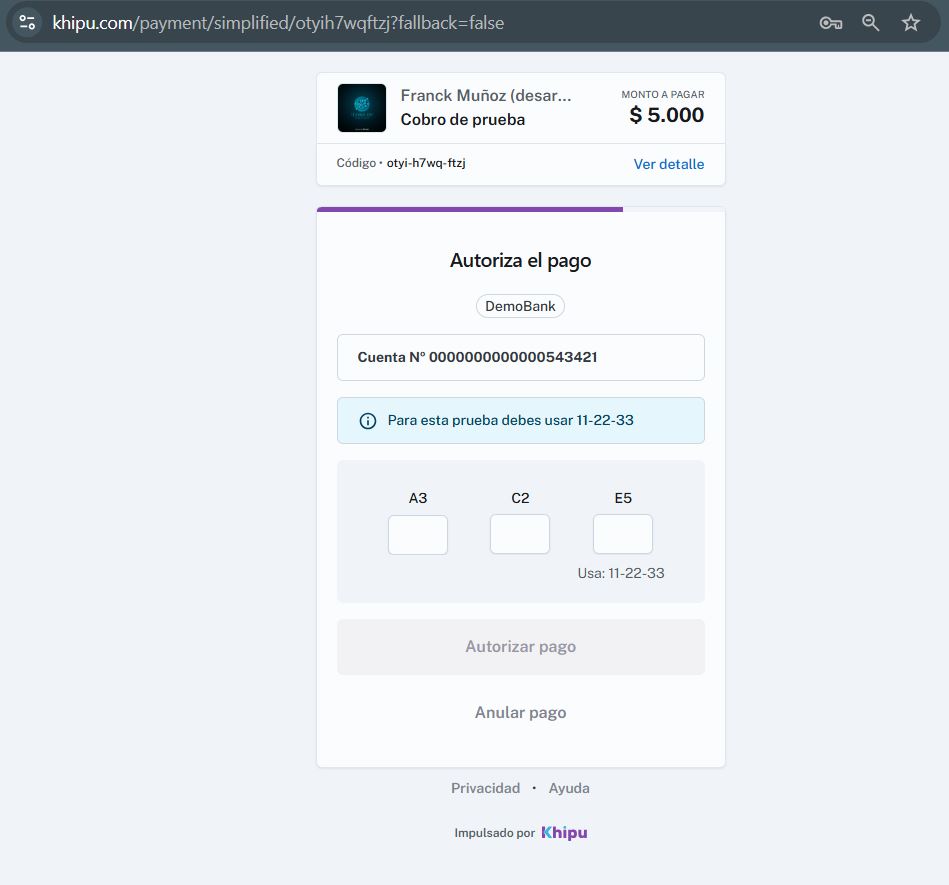 khipu.com/payment/simplified/otyih7wqftzj?fallback=false
Franck Muñoz (desar...
Cobro de prueba
MONTO A PAGAR
$ 5.000
Código • otyi-h7wq-ftzj
Ver detalle
Autoriza el pago
DemoBank
Cuenta Nº 0000000000000543421
Para esta prueba debes usar 11-22-33
A3 C2 E5
Usa: 11-22-33
Autorizar pago
Anular pago
Privacidad • Ayuda
Impulsado por Khipu